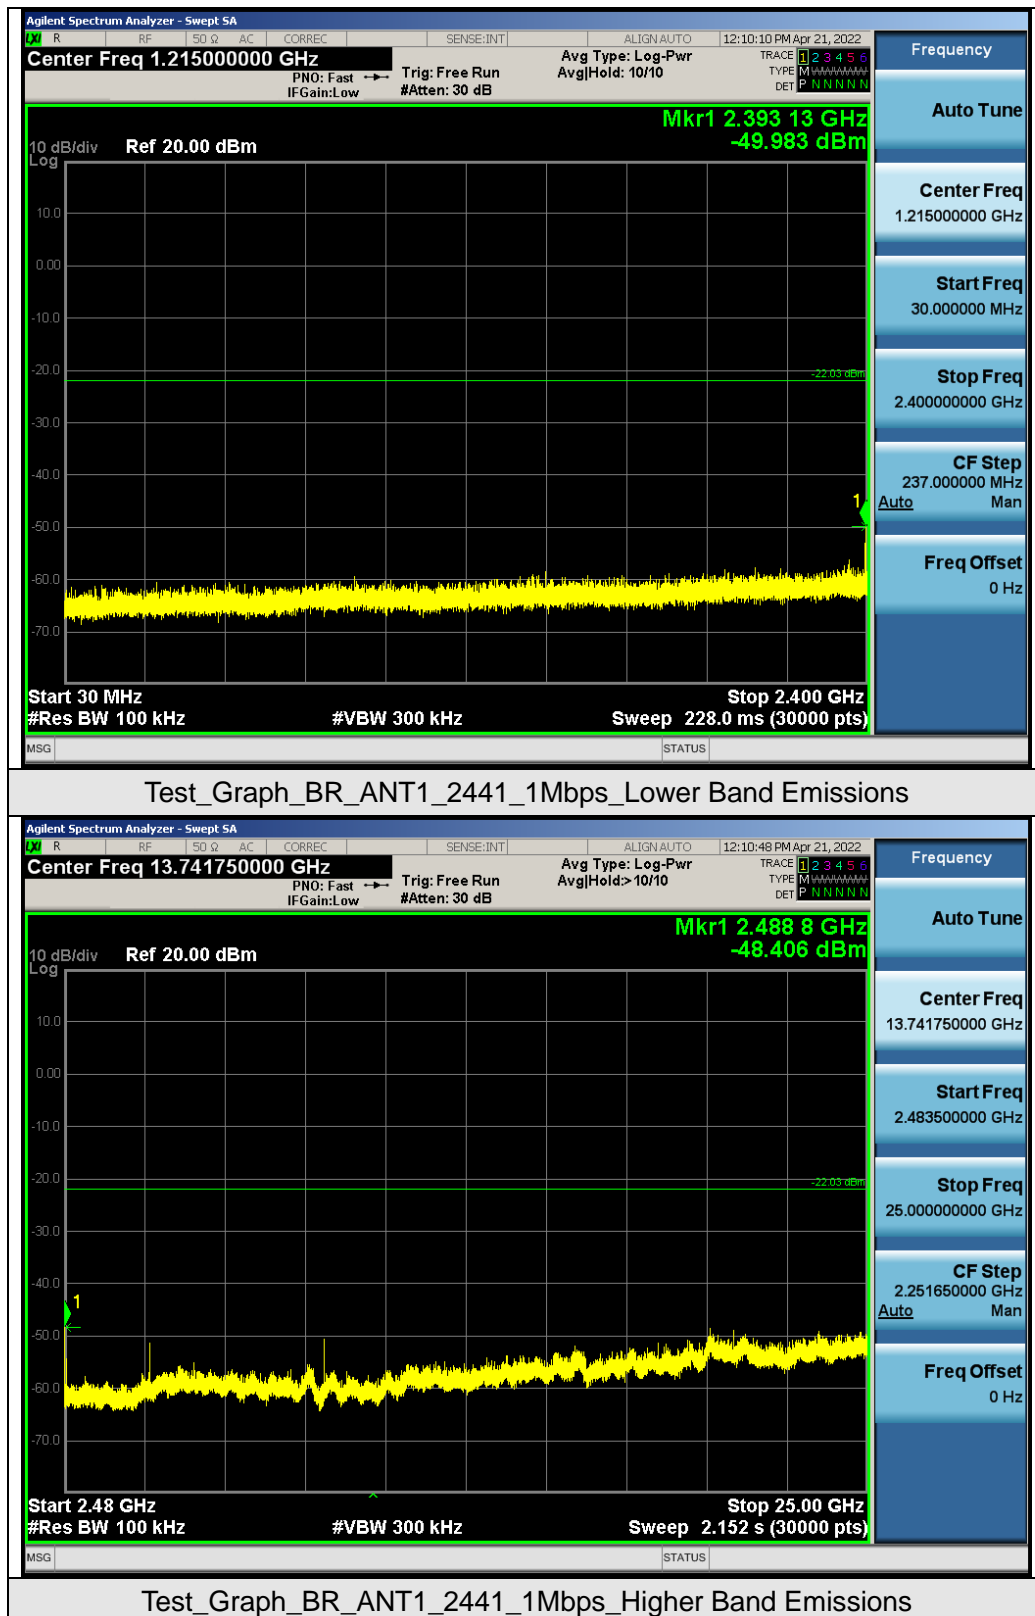 Agilent Spectrum Analyzer - Swept SA
LXI R RF 50 Ω AC CORREC SENSE:INT ALIGN AUTO 12:10:10 PM Apr 21, 2022
Center Freq 1.215000000 GHz
PNO: Fast
IFGain:Low
Trig: Free Run
#Atten: 30 dB
Avg Type: Log-Pwr
Avg|Hold: 10/10
TRACE 1 2 3 4 5 6
TYPE M
DET P N N N N N
Mkr1 2.393 13 GHz
-49.983 dBm
10 dB/div Ref 20.00 dBm
Log
10.0
0.00
-10.0
-20.0
-22.03 dBm
-30.0
-40.0
1
-50.0
-60.0
-70.0
Start 30 MHz Stop 2.400 GHz
#Res BW 100 kHz #VBW 300 kHz Sweep 228.0 ms (30000 pts)
MSG STATUS
Frequency
Auto Tune
Center Freq
1.215000000 GHz
Start Freq
30.000000 MHz
Stop Freq
2.400000000 GHz
CF Step
237.000000 MHz
Auto Man
Freq Offset
0 Hz
Test_Graph_BR_ANT1_2441_1Mbps_Lower Band Emissions
Agilent Spectrum Analyzer - Swept SA
LXI R RF 50 Ω AC CORREC SENSE:INT ALIGN AUTO 12:10:48 PM Apr 21, 2022
Center Freq 13.741750000 GHz
PNO: Fast
IFGain:Low
Trig: Free Run
#Atten: 30 dB
Avg Type: Log-Pwr
Avg|Hold:>10/10
TRACE 1 2 3 4 5 6
TYPE M
DET P N N N N N
Mkr1 2.488 8 GHz
-48.406 dBm
10 dB/div Ref 20.00 dBm
Log
10.0
0.00
-10.0
-20.0
-22.03 dBm
-30.0
-40.0
1
-50.0
-60.0
-70.0
Start 2.48 GHz Stop 25.00 GHz
#Res BW 100 kHz #VBW 300 kHz Sweep 2.152 s (30000 pts)
MSG STATUS
Frequency
Auto Tune
Center Freq
13.741750000 GHz
Start Freq
2.483500000 GHz
Stop Freq
25.000000000 GHz
CF Step
2.251650000 GHz
Auto Man
Freq Offset
0 Hz
Test_Graph_BR_ANT1_2441_1Mbps_Higher Band Emissions